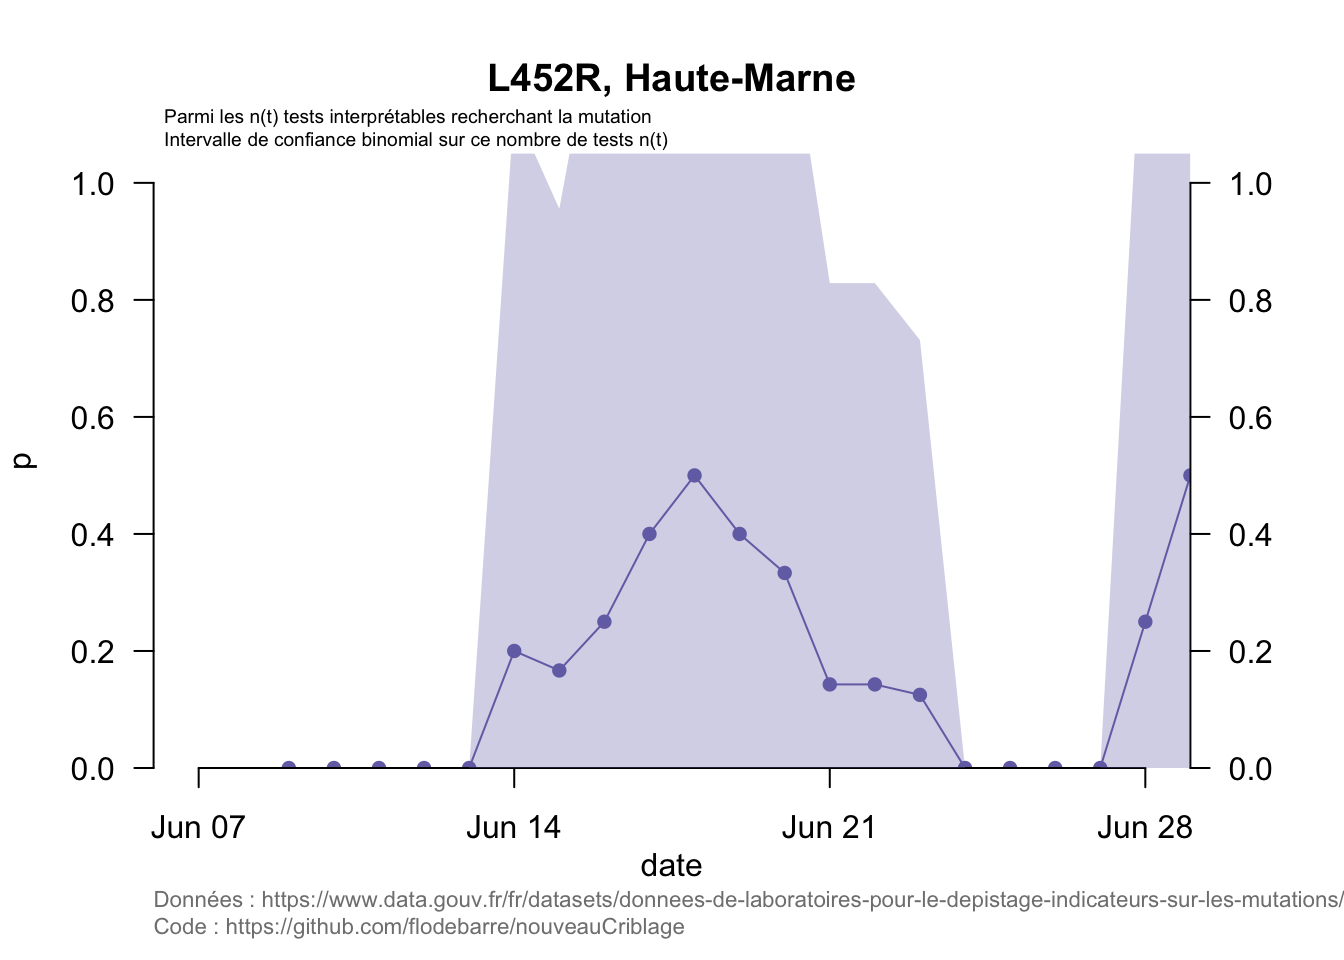 L452R, Haute-Marne
Parmi les n(t) tests interprétables recherchant la mutation
Intervalle de confiance binomial sur ce nombre de tests n(t)
1.0
0.8
0.6
0.4
0.2
0.0
p
1.0
0.8
0.6
0.4
0.2
0.0
Jun 07 Jun 14 Jun 21 Jun 28
date
Données : https://www.data.gouv.fr/fr/datasets/donnees-de-laboratoires-pour-le-depistage-indicateurs-sur-les-mutations/
Code : https://github.com/flodebarre/nouveauCriblage